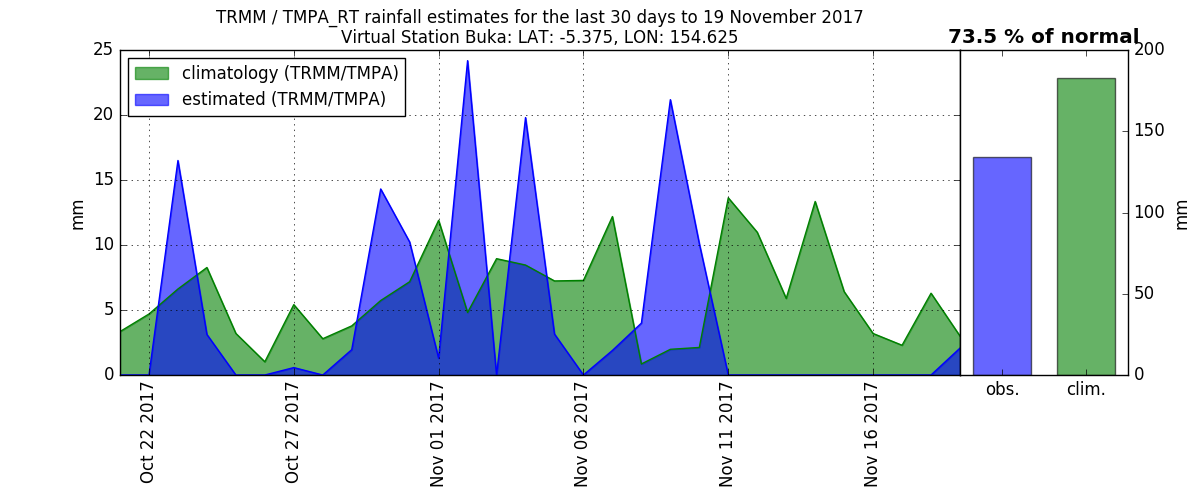 TRMM / TMPA_RT rainfall estimates for the last 30 days to 19 November 2017
Virtual Station Buka: LAT: -5.375, LON: 154.625
73.5 % of normal
climatology (TRMM/TMPA)
estimated (TRMM/TMPA)
25
20
15
10
5
0
mm
Oct 22 2017
Oct 27 2017
Nov 01 2017
Nov 06 2017
Nov 11 2017
Nov 16 2017
200
150
100
50
0
mm
obs.
clim.